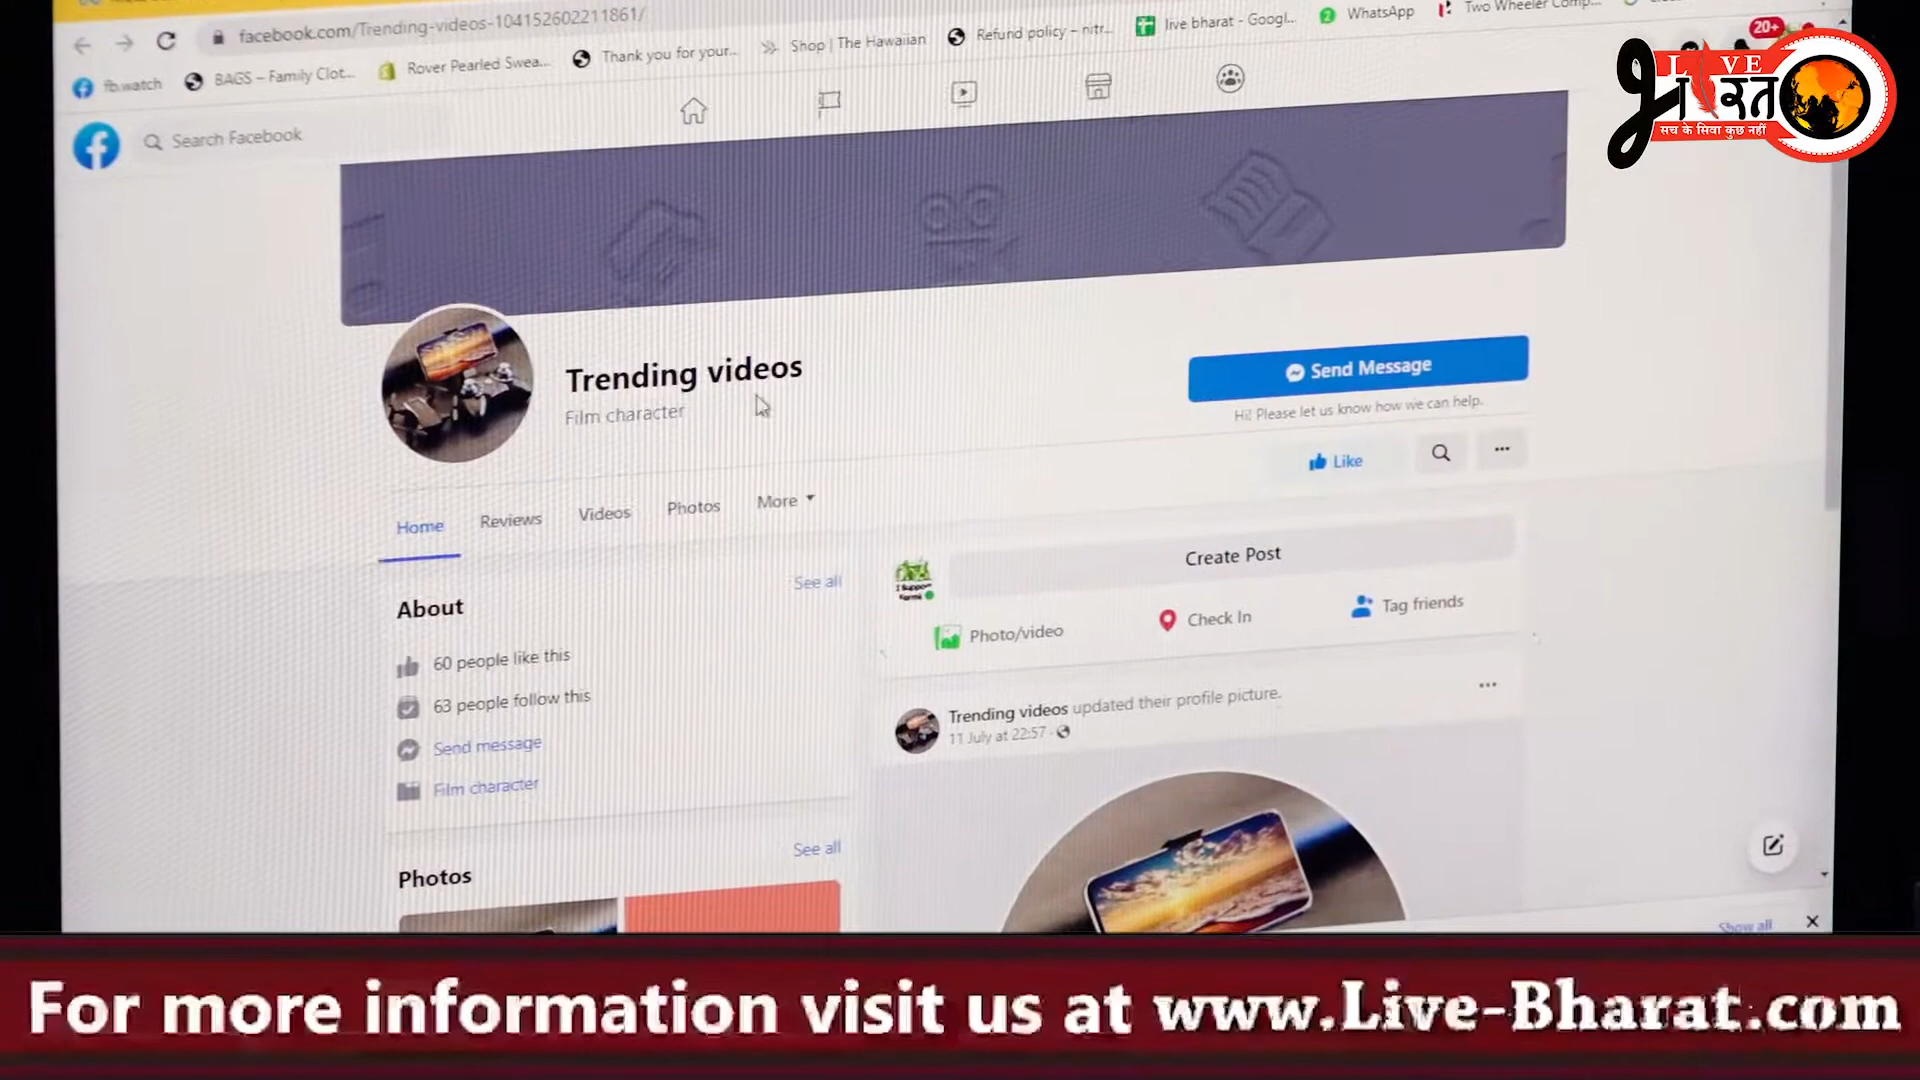 facebook.com/Trending-videos-104152602211861/
fb.watch
BAGS – Family Clot...
Rover Pearled Swea...
Thank you for your...
Shop | The Hawaiian
Refund policy – nitr...
live bharat - Googl...
WhatsApp
Two Wheeler Comp...
20+
LIVE
भारत
सच के सिवा कुछ नहीं
Search Facebook
Trending videos
Film character
Send Message
Hi! Please let us know how we can help.
Like
Home
Reviews
Videos
Photos
More
About
See all
60 people like this
63 people follow this
Send message
Film character
Photos
See all
Create Post
I Support
Photo/video
Check In
Tag friends
Trending videos updated their profile picture.
11 July at 22:57
Show all
For more information visit us at www.Live-Bharat.com